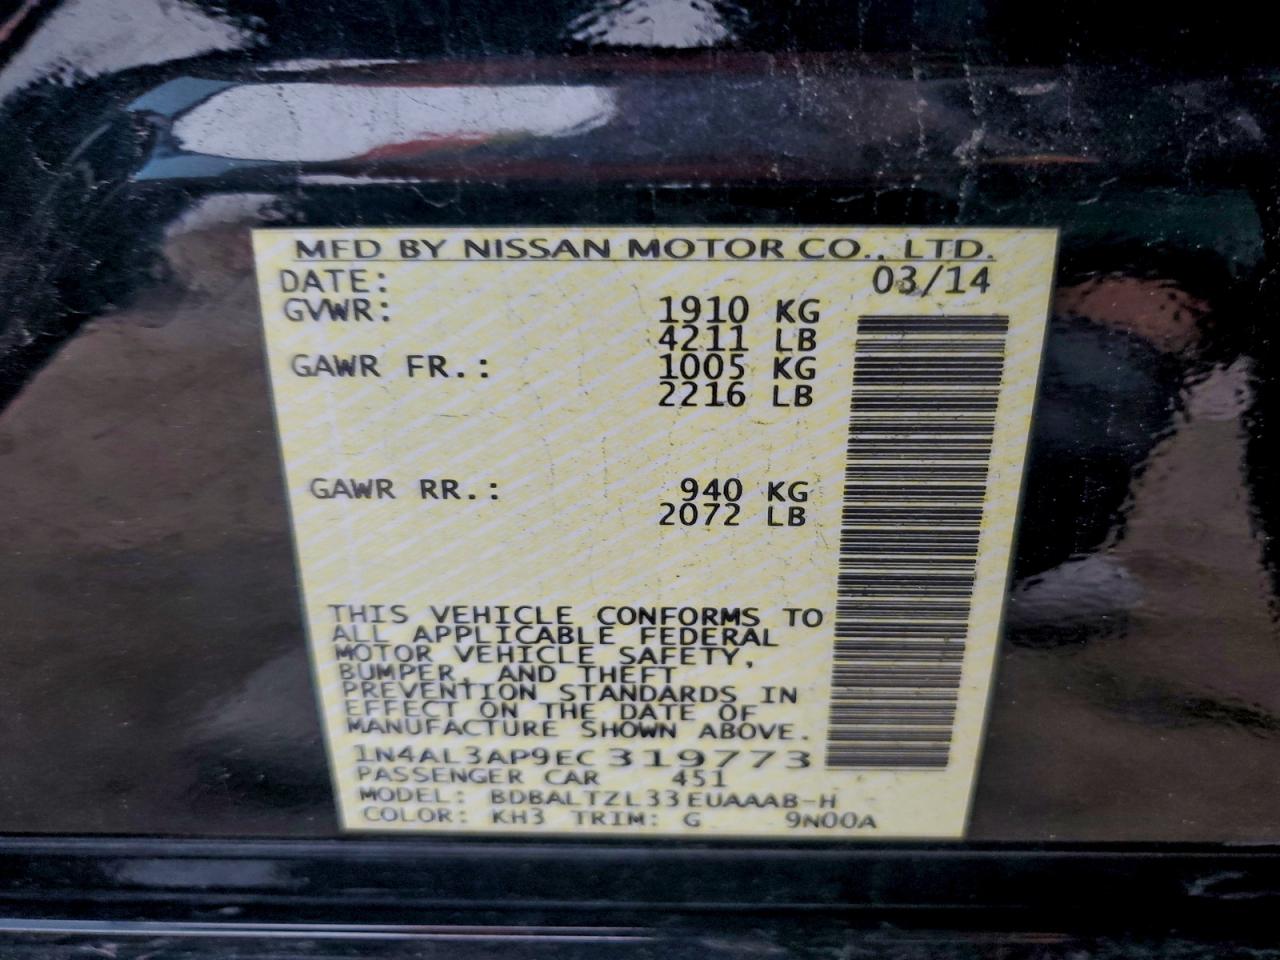 MFD BY NISSAN MOTOR CO., LTD.
DATE: 03/14
GVWR: 1910 KG
4211 LB
GAWR FR.: 1005 KG
2216 LB
GAWR RR.: 940 KG
2072 LB
THIS VEHICLE CONFORMS TO
ALL APPLICABLE FEDERAL
MOTOR VEHICLE SAFETY,
BUMPER, AND THEFT
PREVENTION STANDARDS IN
EFFECT ON THE DATE OF
MANUFACTURE SHOWN ABOVE.
1N4AL3AP9EC319773
PASSENGER CAR 451
MODEL: BDBALTZL33EUAAAB-H
COLOR: KH3 TRIM: G 9N00A